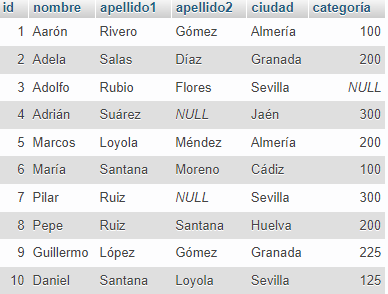 id nombre apellido1 apellido2 ciudad categoría
1 Aarón Rivero Gómez Almería 100
2 Adela Salas Díaz Granada 200
3 Adolfo Rubio Flores Sevilla NULL
4 Adrián Suárez NULL Jaén 300
5 Marcos Loyola Méndez Almería 200
6 María Santana Moreno Cádiz 100
7 Pilar Ruiz NULL Sevilla 300
8 Pepe Ruiz Santana Huelva 200
9 Guillermo López Gómez Granada 225
10 Daniel Santana Loyola Sevilla 125